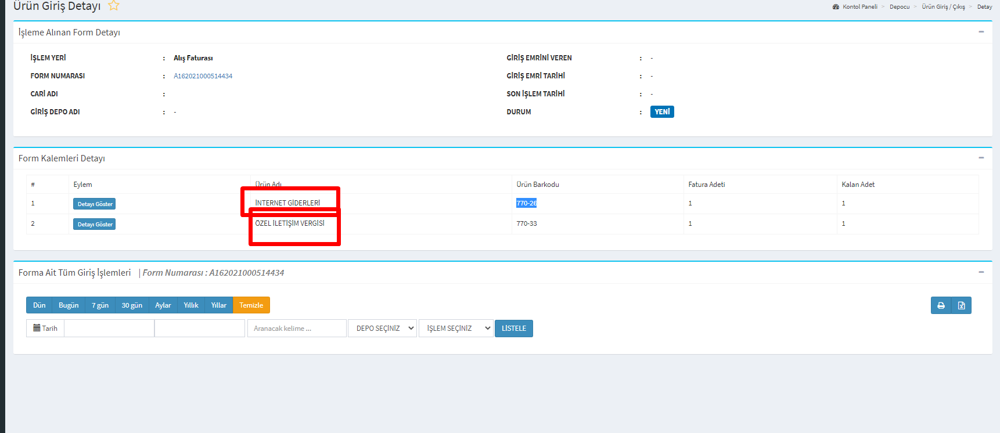 Ürün Giriş Detayı
Kontol Paneli > Depocu > Ürün Giriş / Çıkış > Detay
İşleme Alınan Form Detayı
İŞLEM YERİ : Alış Faturası
GİRİŞ EMRİNİ VEREN : -
FORM NUMARASI : A162021000514434
GİRİŞ EMRİ TARİHİ : -
CARİ ADI :
SON İŞLEM TARİHİ : -
GİRİŞ DEPO ADI : -
DURUM : YENİ
Form Kalemleri Detayı
# Eylem Ürün Adı Ürün Barkodu Fatura Adeti Kalan Adet
1 Detayı Göster İNTERNET GİDERLERİ 770-26 1 1
2 Detayı Göster ÖZEL İLETİŞİM VERGİSİ 770-33 1 1
Forma Ait Tüm Giriş İşlemleri | Form Numarası : A162021000514434
Dün Bugün 7 gün 30 gün Aylar Yıllık Yıllar Temizle
Tarih Aranacak kelime ... DEPO SEÇİNİZ İŞLEM SEÇİNİZ LİSTELE